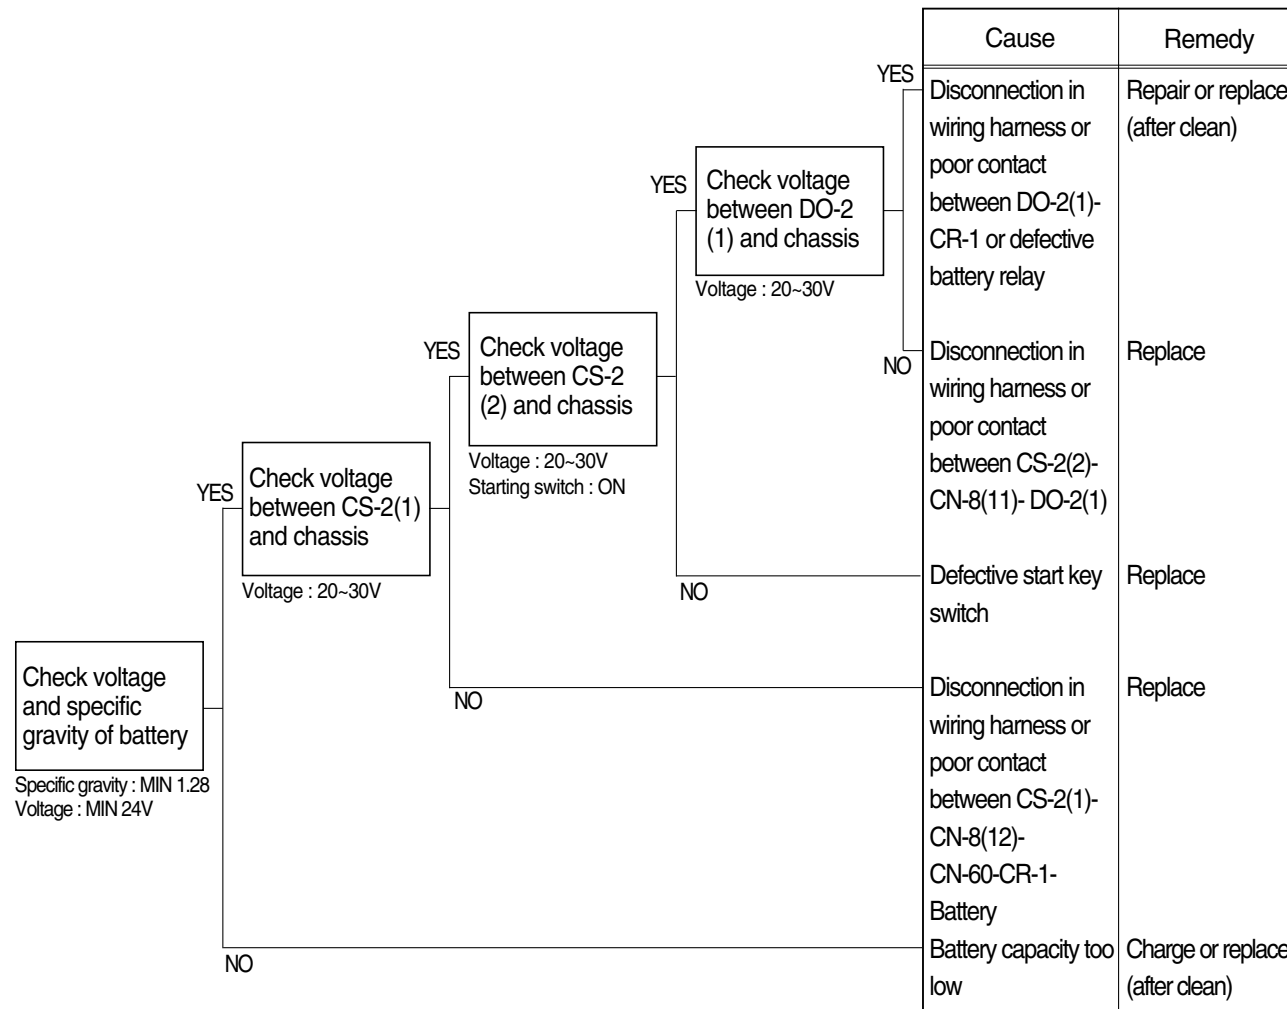 Cause
Remedy
YES
Disconnection in
wiring harness or
poor contact
between DO-2(1)-
CR-1 or defective
battery relay
Repair or replace
(after clean)
YES
Check voltage
between DO-2
(1) and chassis
Voltage : 20~30V
NO
Disconnection in
wiring harness or
poor contact
between CS-2(2)-
CN-8(11)- DO-2(1)
Replace
YES
Check voltage
between CS-2
(2) and chassis
Voltage : 20~30V
Starting switch : ON
NO
Defective start key
switch
Replace
YES
Check voltage
between CS-2(1)
and chassis
Voltage : 20~30V
NO
Disconnection in
wiring harness or
poor contact
between CS-2(1)-
CN-8(12)-
CN-60-CR-1-
Battery
Replace
Check voltage
and specific
gravity of battery
Specific gravity : MIN 1.28
Voltage : MIN 24V
NO
Battery capacity too
low
Charge or replace
(after clean)